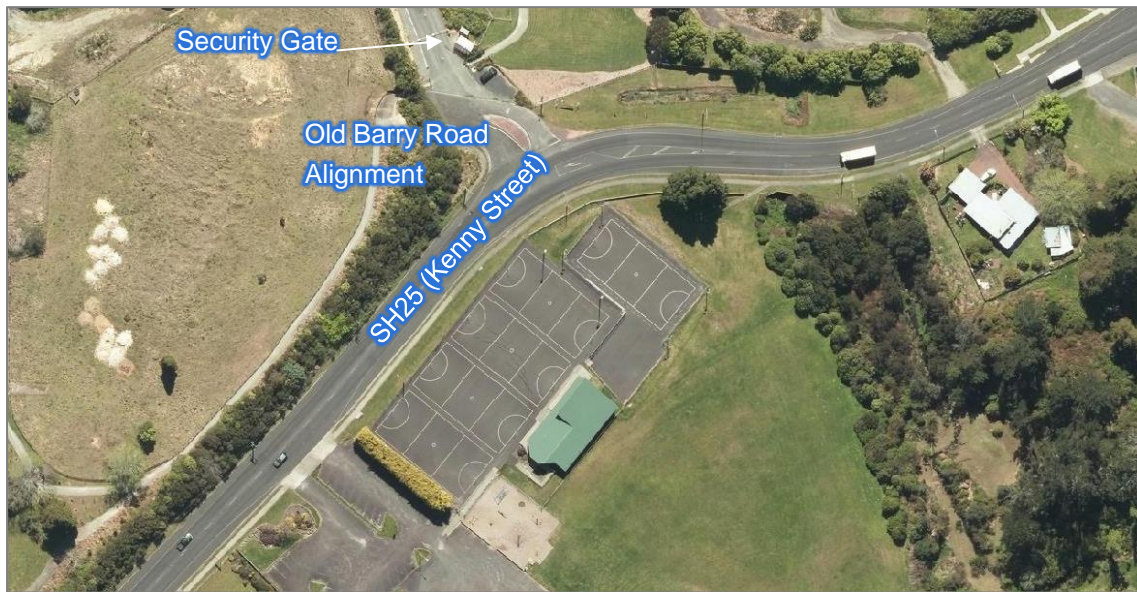 Security Gate
Old Barry Road
Alignment
SH25 (Kenny Street)